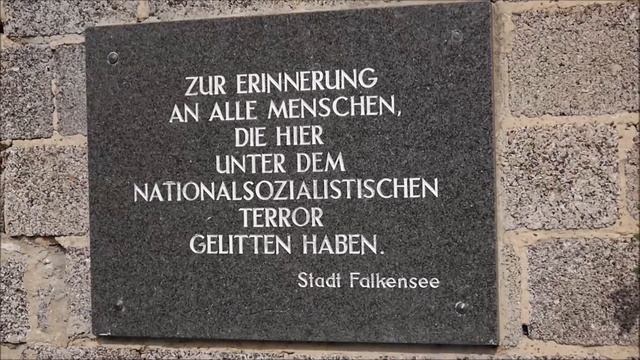 ZUR ERINNERUNG
AN ALLE MENSCHEN,
DIE HIER
UNTER DEM
NATIONALSOZIALISTISCHEN
TERROR
GELITTEN HABEN.
Stadt Falkensee